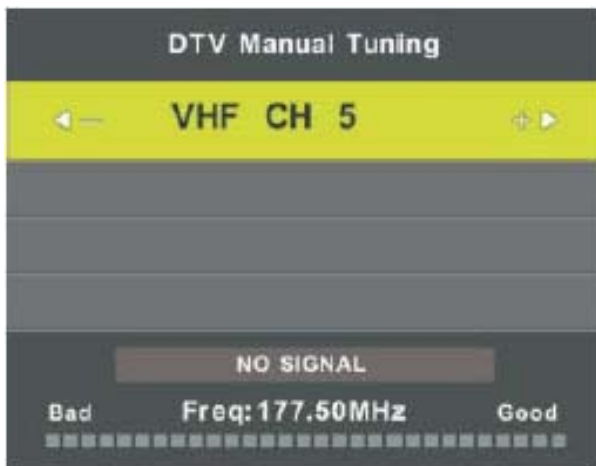 DTV Manual Tuning
− VHF CH 5 +
NO SIGNAL
Bad Freq:177.50MHz Good